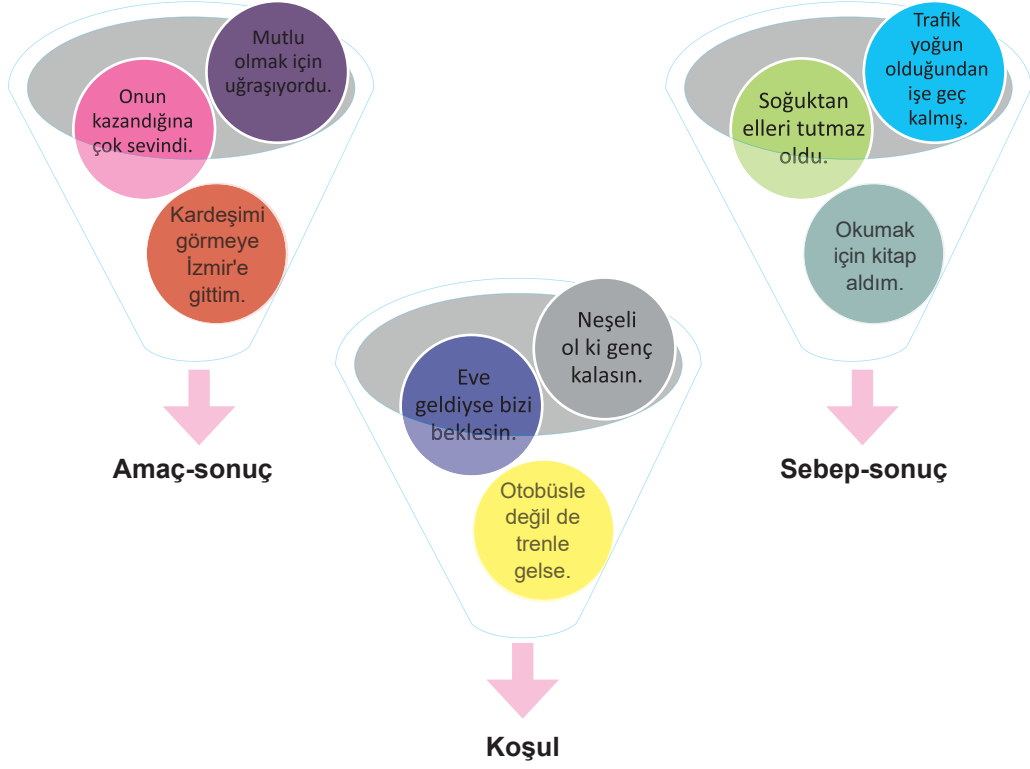 Mutlu
olmak için
uğraşıyordu.
Onun
kazandığına
çok sevindi.
Kardeşimi
görmeye
İzmir'e
gittim.
Amaç-sonuç
Neşeli
ol ki genç
kalasın.
Eve
geldiyse bizi
beklesin.
Otobüsle
değil de
trenle
gelse.
Koşul
Trafik
yoğun
olduğundan
işe geç
kalmış.
Soğuktan
elleri tutmaz
oldu.
Okumak
için kitap
aldım.
Sebep-sonuç